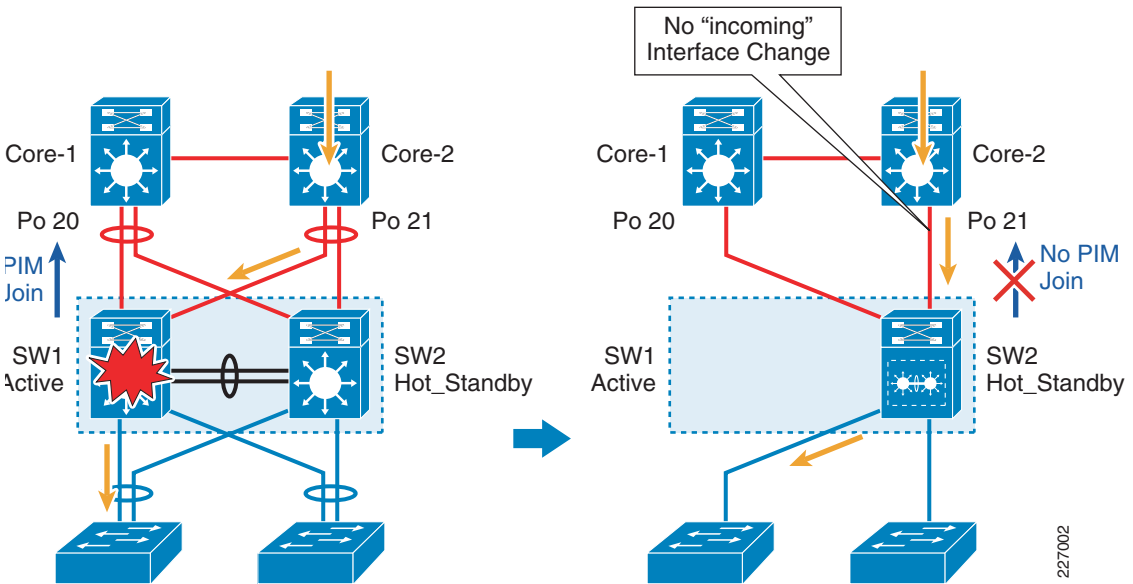 No “incoming”
Interface Change
Core-1
Core-2
Po 20
Po 21
PIM
Join
SW1
Active
SW2
Hot_Standby
Core-1
Core-2
Po 20
Po 21
No PIM
Join
SW1
Active
SW2
Hot_Standby
227002